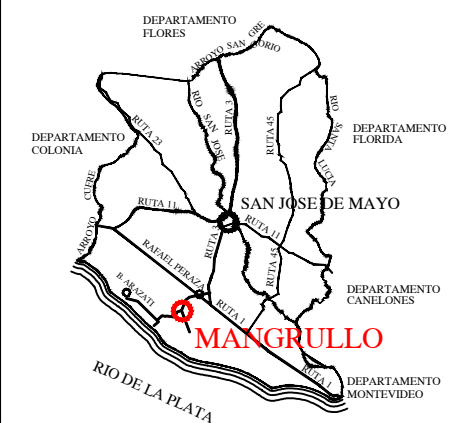 DEPARTAMENTO
FLORES
ARROYO SAN GREGORIO
RIO SAN JOSE
RUTA 3
RUTA 45
RIO SANTA LUCIA
RUTA 23
DEPARTAMENTO
COLONIA
DEPARTAMENTO
FLORIDA
ARROYO CUFRE
RUTA 11
SAN JOSE DE MAYO
RUTA 11
RUTA 3
RUTA 45
RAFAEL PERAZA
B. ARAZATI
RUTA 1
DEPARTAMENTO
CANELONES
MANGRULLO
RUTA 1
DEPARTAMENTO
MONTEVIDEO
RIO DE LA PLATA